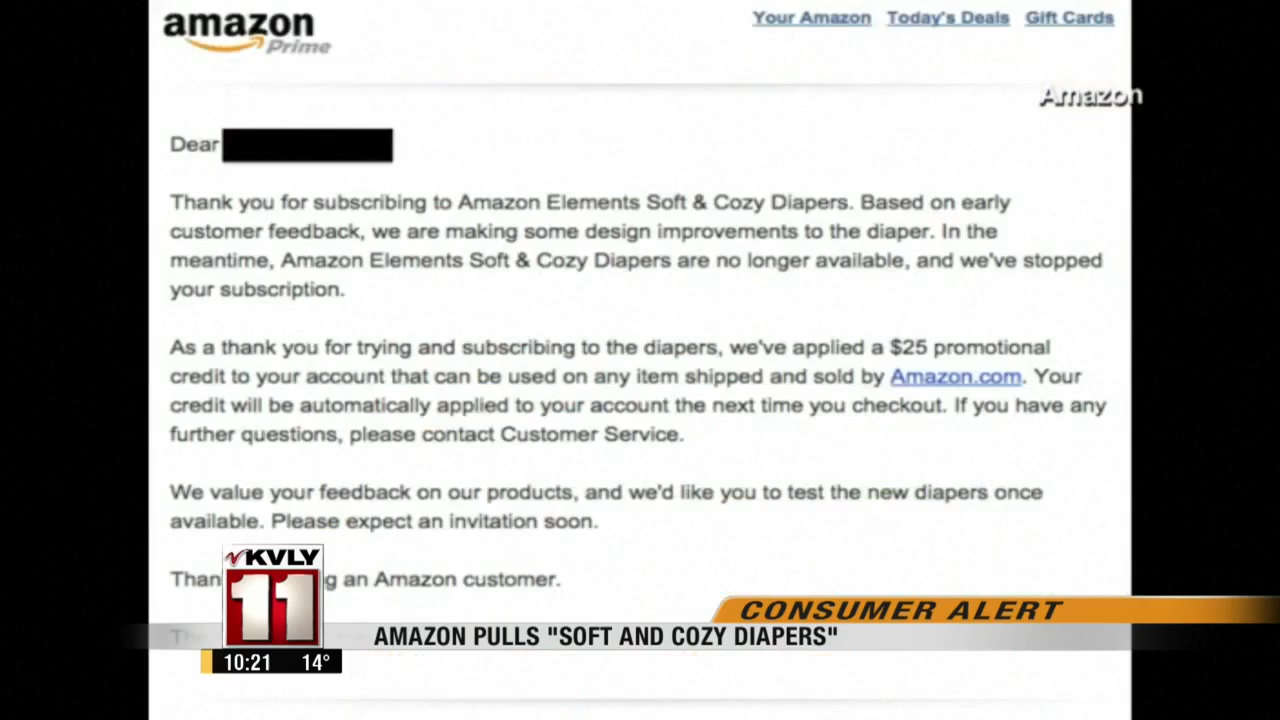 amazon
Prime
Your Amazon Today's Deals Gift Cards
Amazon
Dear
Thank you for subscribing to Amazon Elements Soft & Cozy Diapers. Based on early
customer feedback, we are making some design improvements to the diaper. In the
meantime, Amazon Elements Soft & Cozy Diapers are no longer available, and we've stopped
your subscription.
As a thank you for trying and subscribing to the diapers, we've applied a $25 promotional
credit to your account that can be used on any item shipped and sold by Amazon.com. Your
credit will be automatically applied to your account the next time you checkout. If you have any
further questions, please contact Customer Service.
We value your feedback on our products, and we'd like you to test the new diapers once
available. Please expect an invitation soon.
Than g an Amazon customer.
KVLY
11
CONSUMER ALERT
AMAZON PULLS "SOFT AND COZY DIAPERS"
10:21 14°